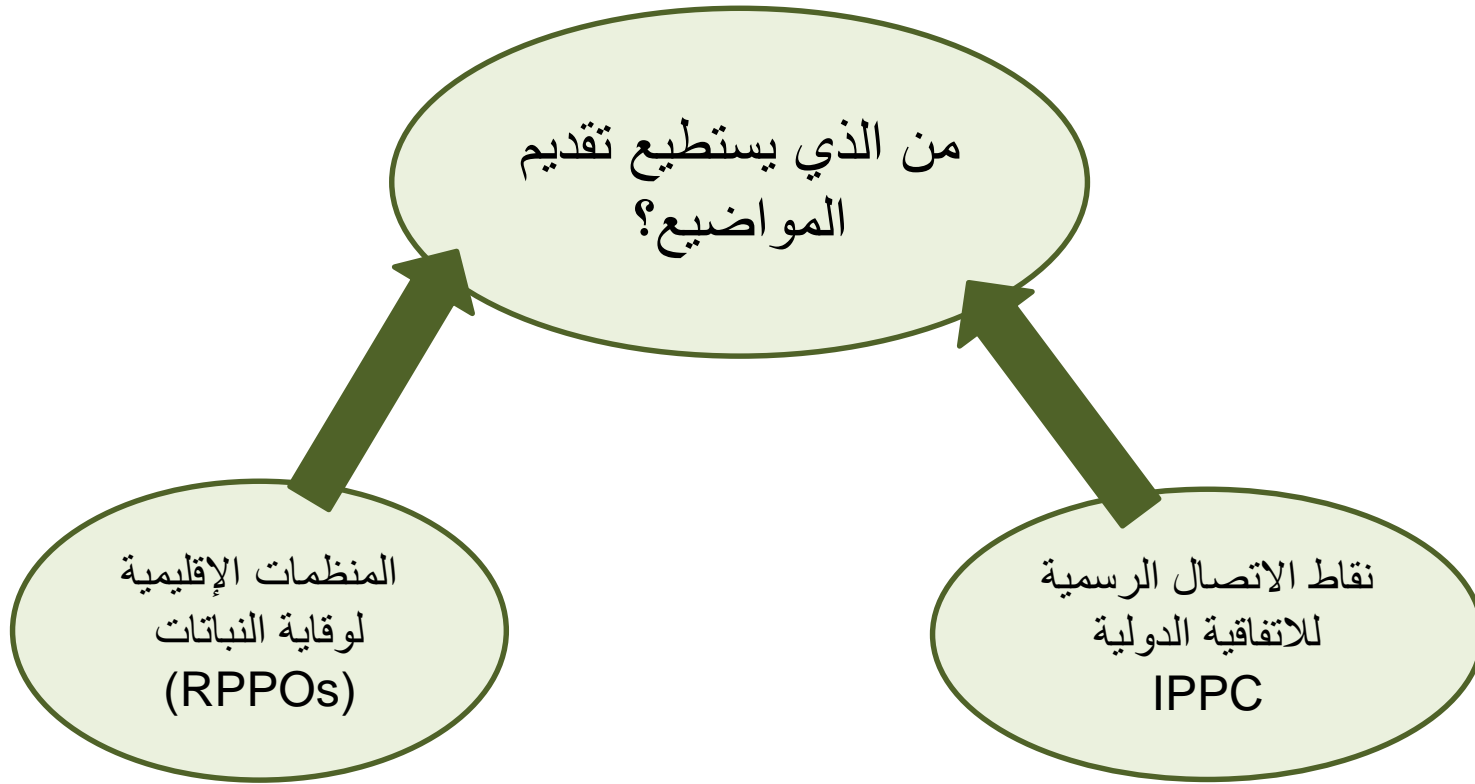 من الذي يستطيع تقديم
المواضيع؟
نقاط الاتصال الرسمية
للاتفاقية الدولية
IPPC
المنظمات الإقليمية
لوقاية النباتات
(RPPOs)